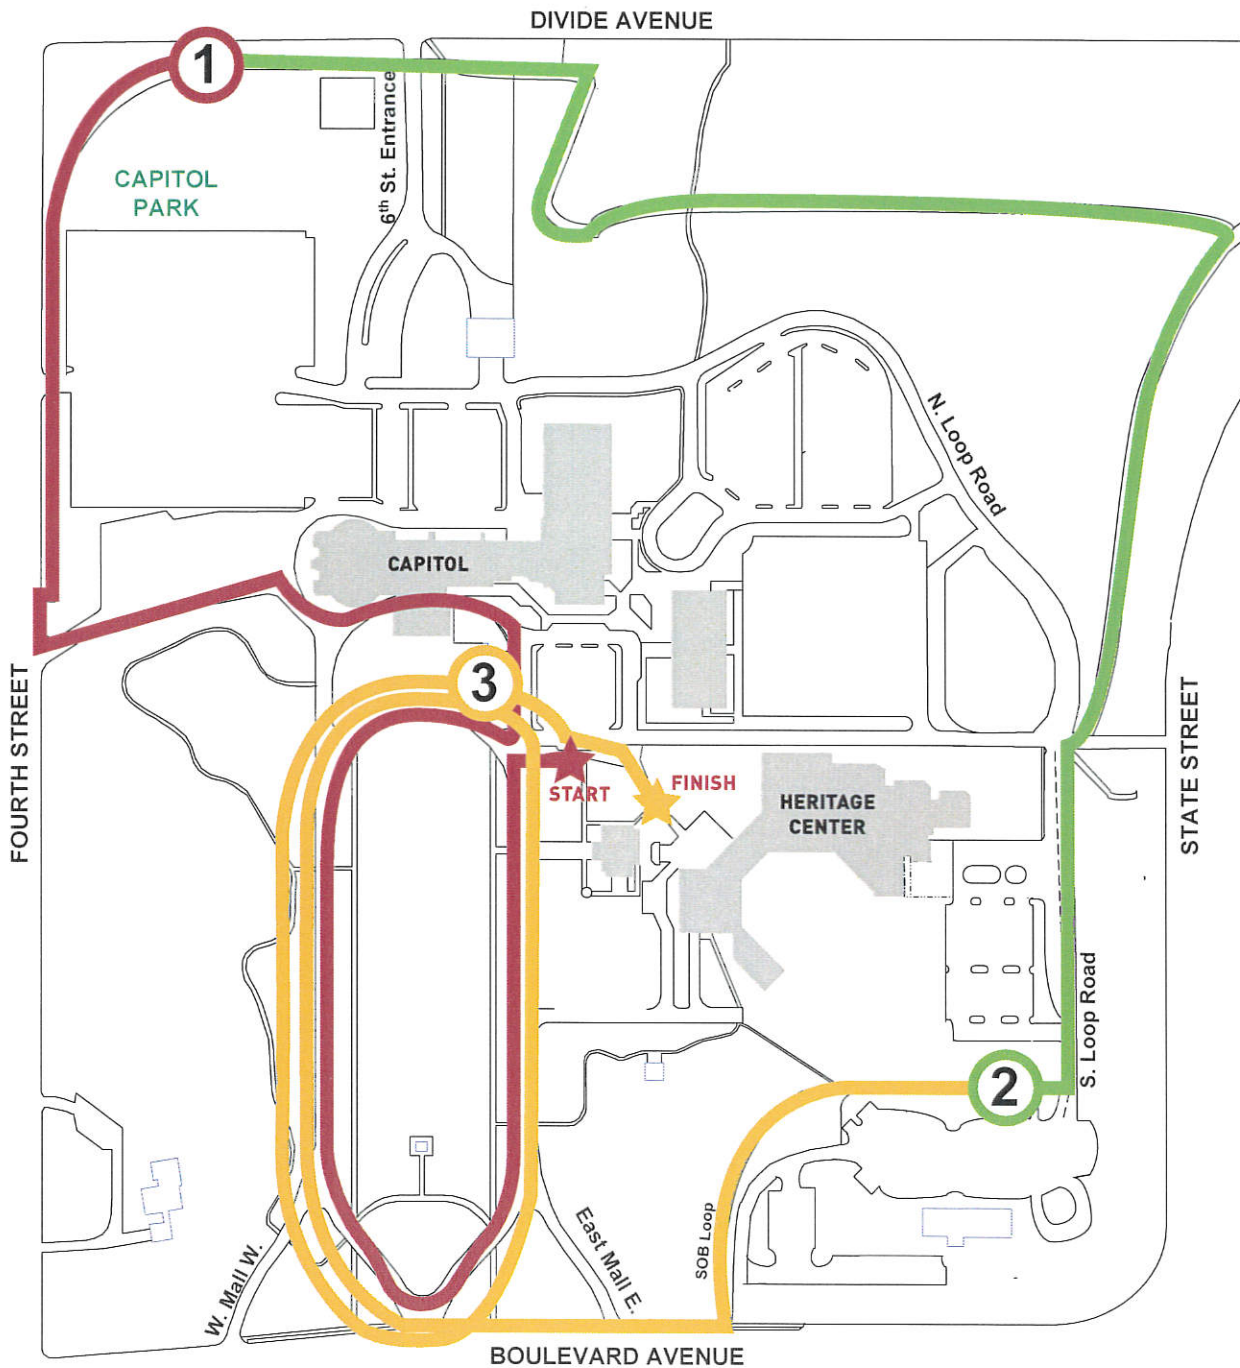 DIVIDE AVENUE
1
6th St. Entrance
CAPITOL
PARK
N. Loop Road
CAPITOL
3
FOURTH STREET
STATE STREET
START
FINISH
HERITAGE
CENTER
S. Loop Road
2
SOB Loop
East Mall E.
W. Mall W.
BOULEVARD AVENUE